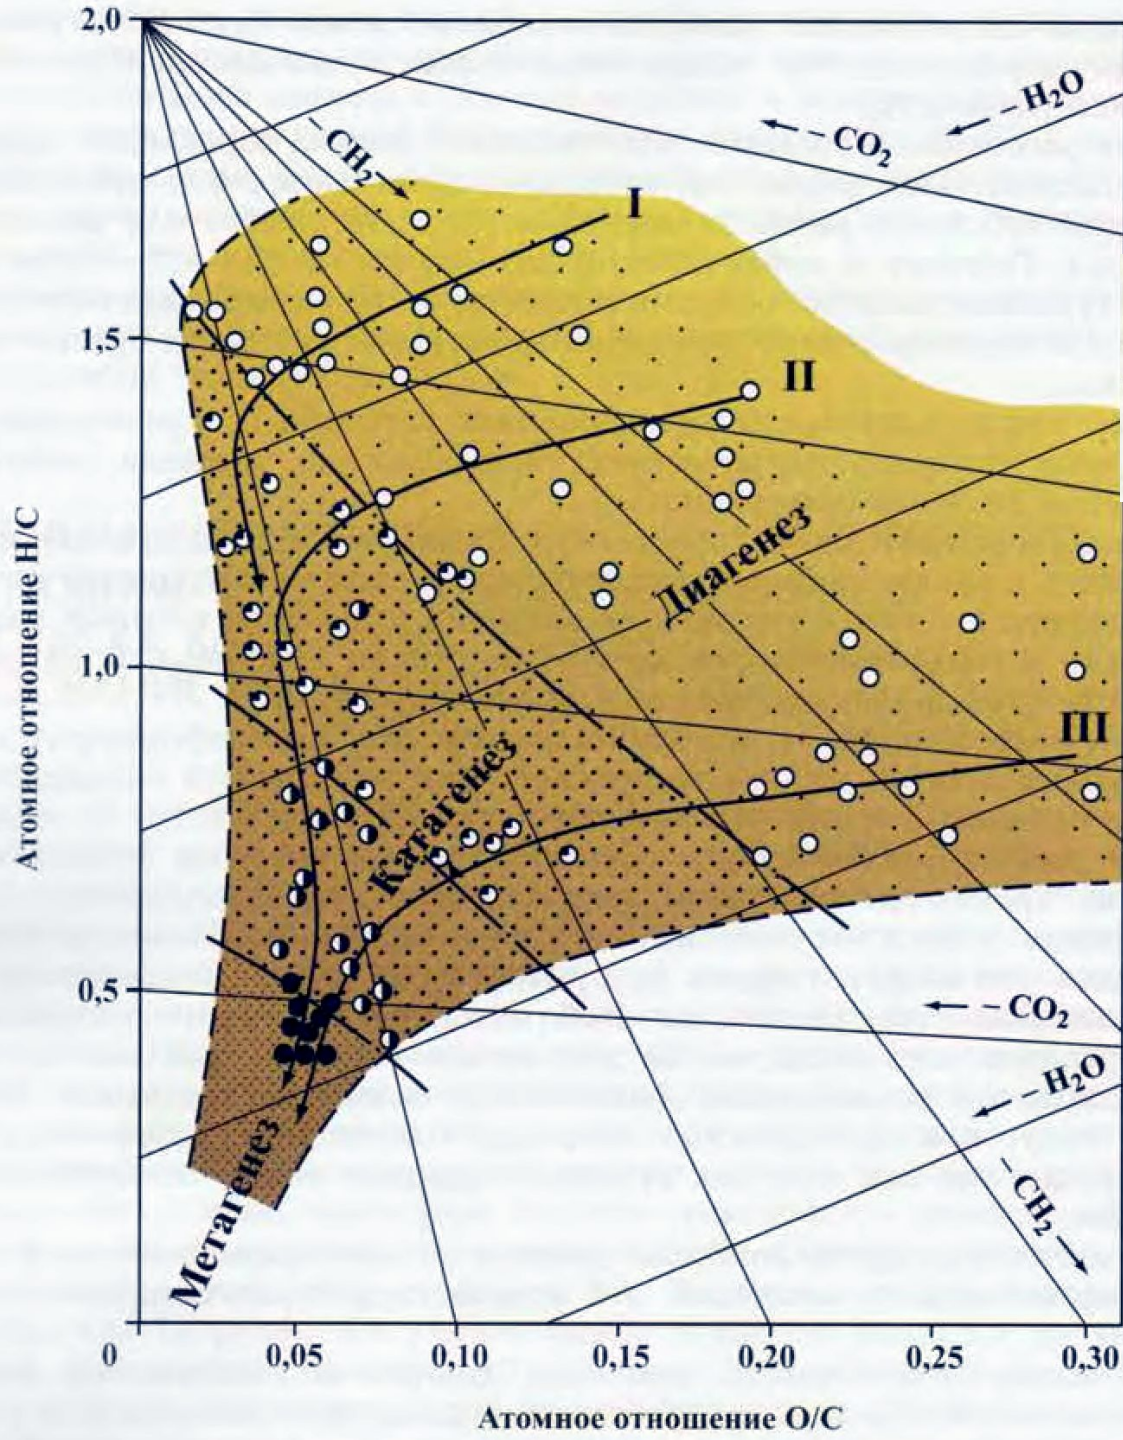 2,0
– H₂O
– CO₂
– CH₂
I
1,5
II
Диагенез
1,0
III
Катагенез
Атомное отношение Н/С
0,5
– CO₂
– H₂O
– CH₂
Метагенез
0
0,05
0,10
0,15
0,20
0,25
0,30
Атомное отношение О/С